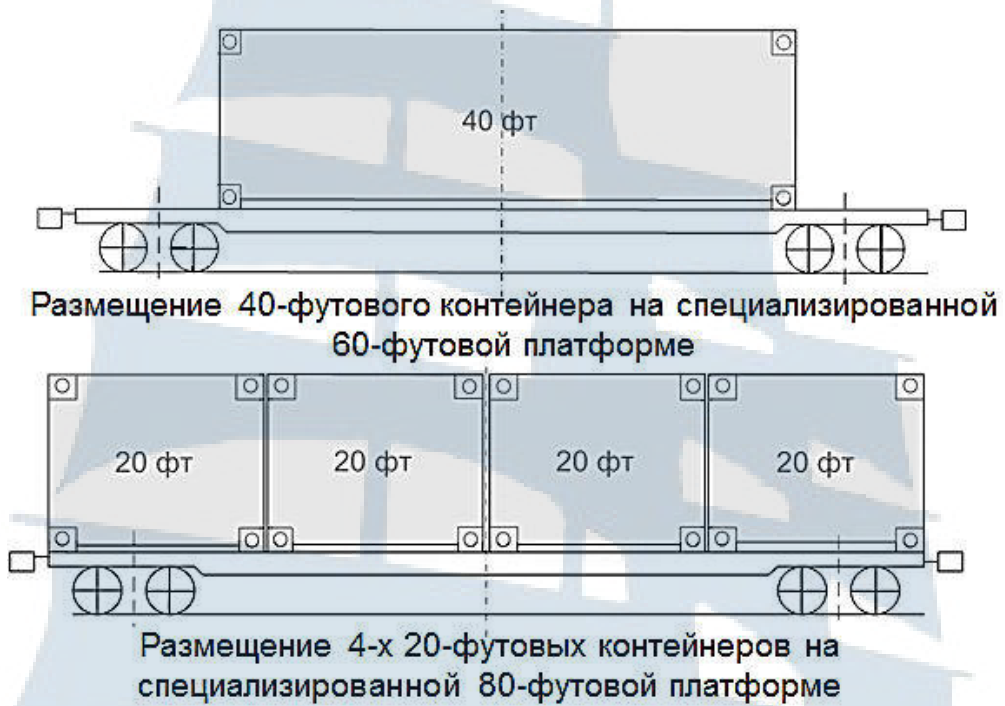 40 фт
Размещение 40-футового контейнера на специализированной
60-футовой платформе
20 фт 20 фт 20 фт 20 фт
Размещение 4-х 20-футовых контейнеров на
специализированной 80-футовой платформе